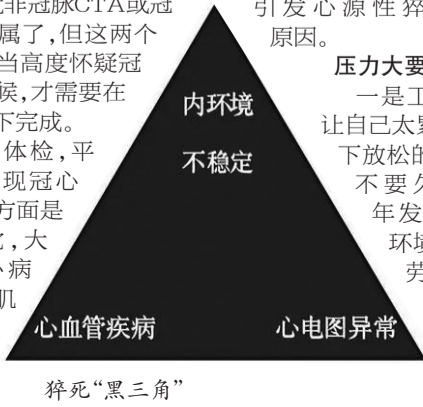 非冠脉CTA或冠
属了,但这两个
当高度怀疑冠
候,才需要在
下完成。
体检,平
现冠心
方面是
,大
病
肌
引发心源性猝
原因。
压力大要
一是工
让自己太
下放松的
不要久
年发
环境
劳
内环境
不稳定
心血管疾病
心电图异常
猝死“黑三角”